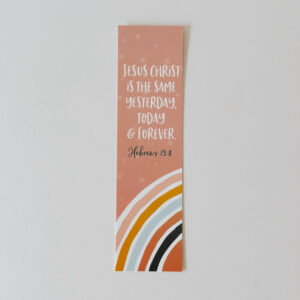 JESUS CHRIST
IS THE SAME
YESTERDAY,
TODAY
& FOREVER
Hebrews 13:8